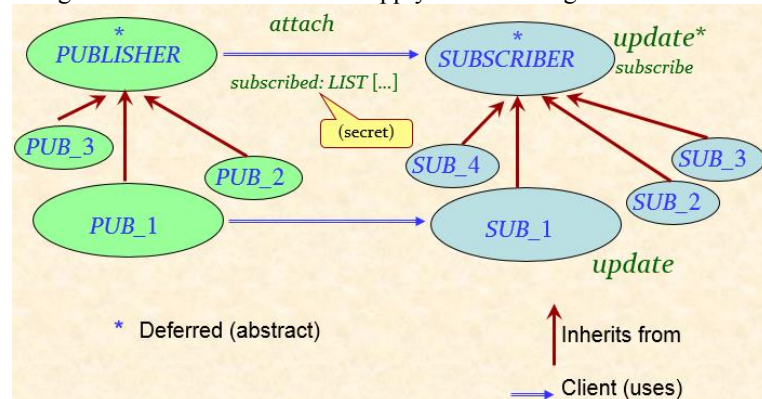 attach
*
PUBLISHER
*
SUBSCRIBER
update*
subscribe
subscribed: LIST […]
(secret)
PUB_3
PUB_2
SUB_4
SUB_3
SUB_2
PUB_1
SUB_1
update
* Deferred (abstract)
Inherits from
Client (uses)